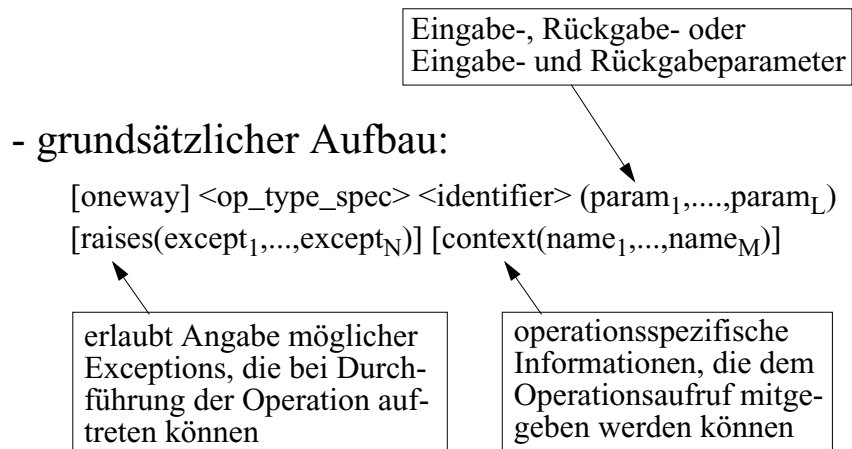 Eingabe-, Rückgabe- oder
Eingabe- und Rückgabeparameter
- grundsätzlicher Aufbau:
[oneway] <op_type_spec> <identifier> (param1,....,paramL)
[raises(except1,...,exceptN)] [context(name1,...,nameM)]
erlaubt Angabe möglicher
Exceptions, die bei Durch-
führung der Operation auf-
treten können
operationsspezifische
Informationen, die dem
Operationsaufruf mitge-
geben werden können